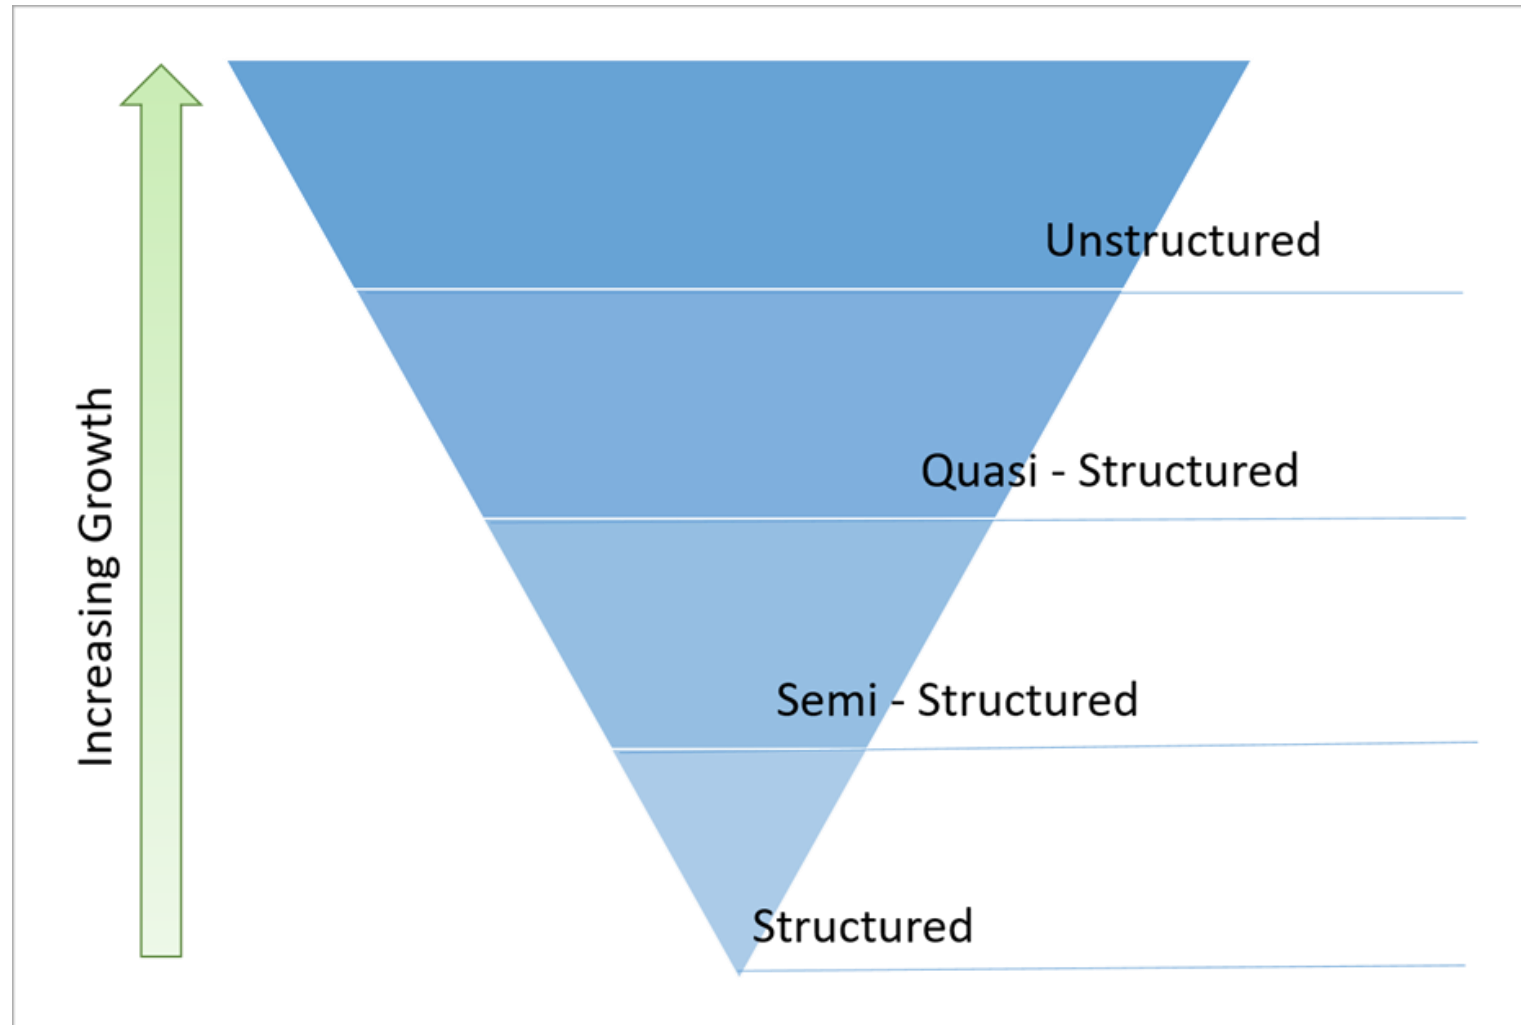 Unstructured
Quasi - Structured
Increasing Growth
Semi - Structured
Structured